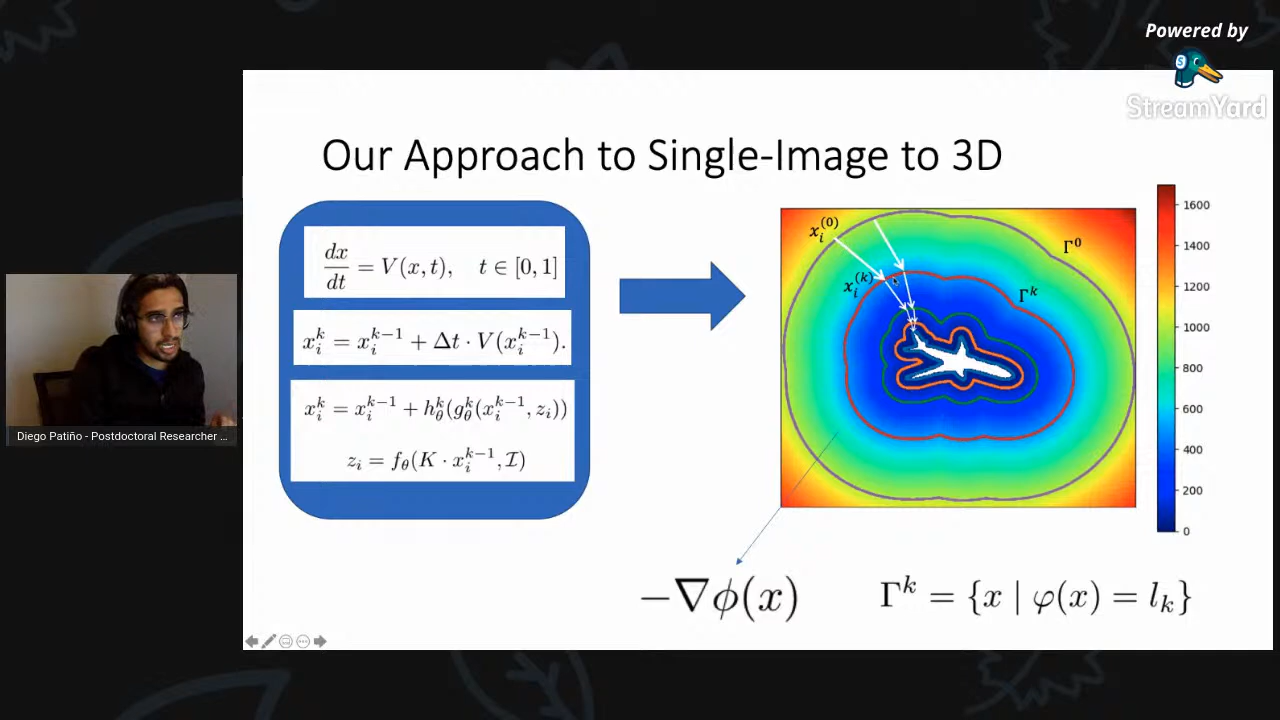 Powered by
StreamYard
Our Approach to Single-Image to 3D
dx/dt = V(x, t), t ∈ [0, 1]
x_i^k = x_i^{k-1} + Δt · V(x_i^{k-1}).
x_i^k = x_i^{k-1} + h_θ^k(g_θ^k(x_i^{k-1}, z_i))
z_i = f_θ(K · x_i^{k-1}, 𝓘)
x_i^{(0)}
Γ^0
x_i^{(k)}
Γ^k
1600
1400
1200
1000
800
600
400
200
0
−∇ϕ(x)
Γ^k = {x | φ(x) = l_k}
Diego Patiño - Postdoctoral Researcher ...